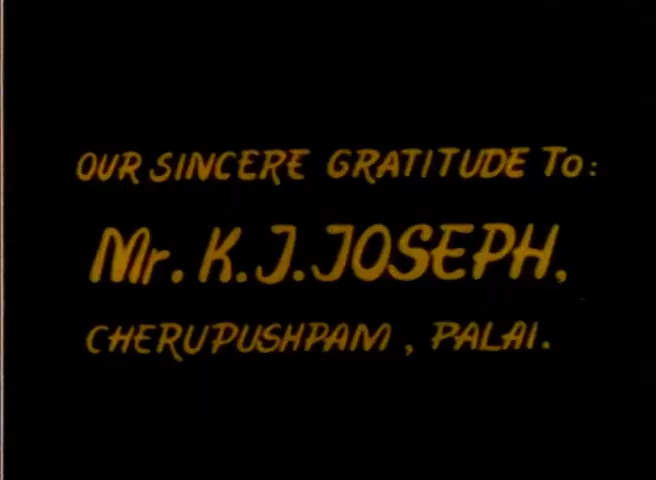 OUR SINCERE GRATITUDE TO:
Mr. K. J. JOSEPH,
CHERUPUSHPAM, PALAI.